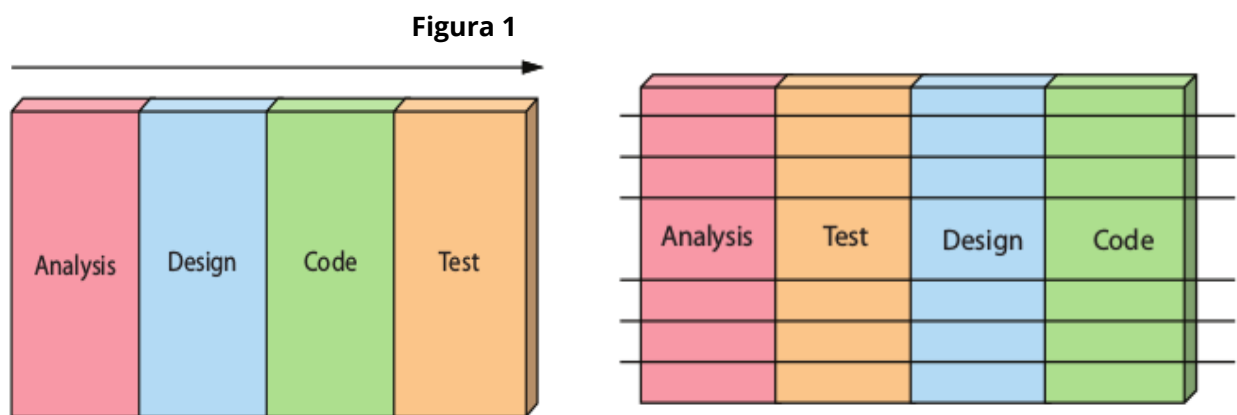 Figura 1
Analysis
Design
Code
Test
Analysis
Test
Design
Code